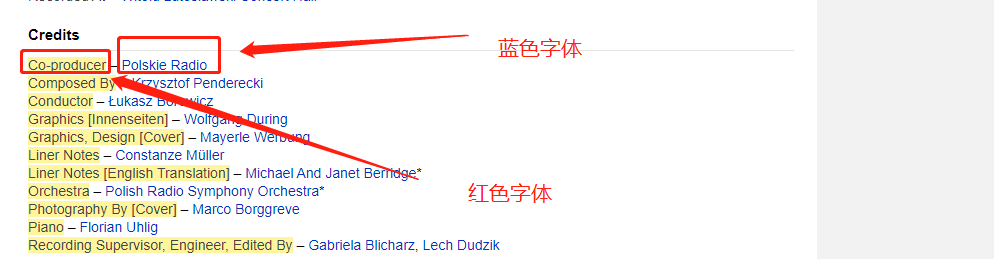 Credits
Co-producer – Polskie Radio
蓝色字体
Composed By – Krzysztof Penderecki
Conductor – Łukasz Borowicz
Graphics [Innenseiten] – Wolfgang During
Graphics, Design [Cover] – Mayerle Werbung
Liner Notes – Constanze Müller
Liner Notes [English Translation] – Michael And Janet Berridge*
Orchestra – Polish Radio Symphony Orchestra*
红色字体
Photography By [Cover] – Marco Borggreve
Piano – Florian Uhlig
Recording Supervisor, Engineer, Edited By – Gabriela Blicharz, Lech Dudzik